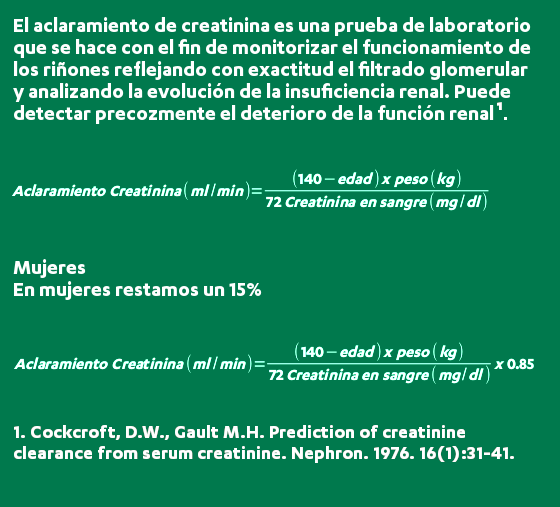 El aclaramiento de creatinina es una prueba de laboratorio
que se hace con el fin de monitorizar el funcionamiento de
los riñones reflejando con exactitud el filtrado glomerular
y analizando la evolución de la insuficiencia renal. Puede
detectar precozmente el deterioro de la función renal¹.
Aclaramiento Creatinina(ml/min)=(140−edad)x peso(kg)
72 Creatinina en sangre(mg/dl)
Mujeres
En mujeres restamos un 15%
Aclaramiento Creatinina(ml/min)=(140−edad)x peso(kg)
72 Creatinina en sangre(mg/dl) x 0.85
1. Cockcroft, D.W., Gault M.H. Prediction of creatinine
clearance from serum creatinine. Nephron. 1976. 16(1):31-41.